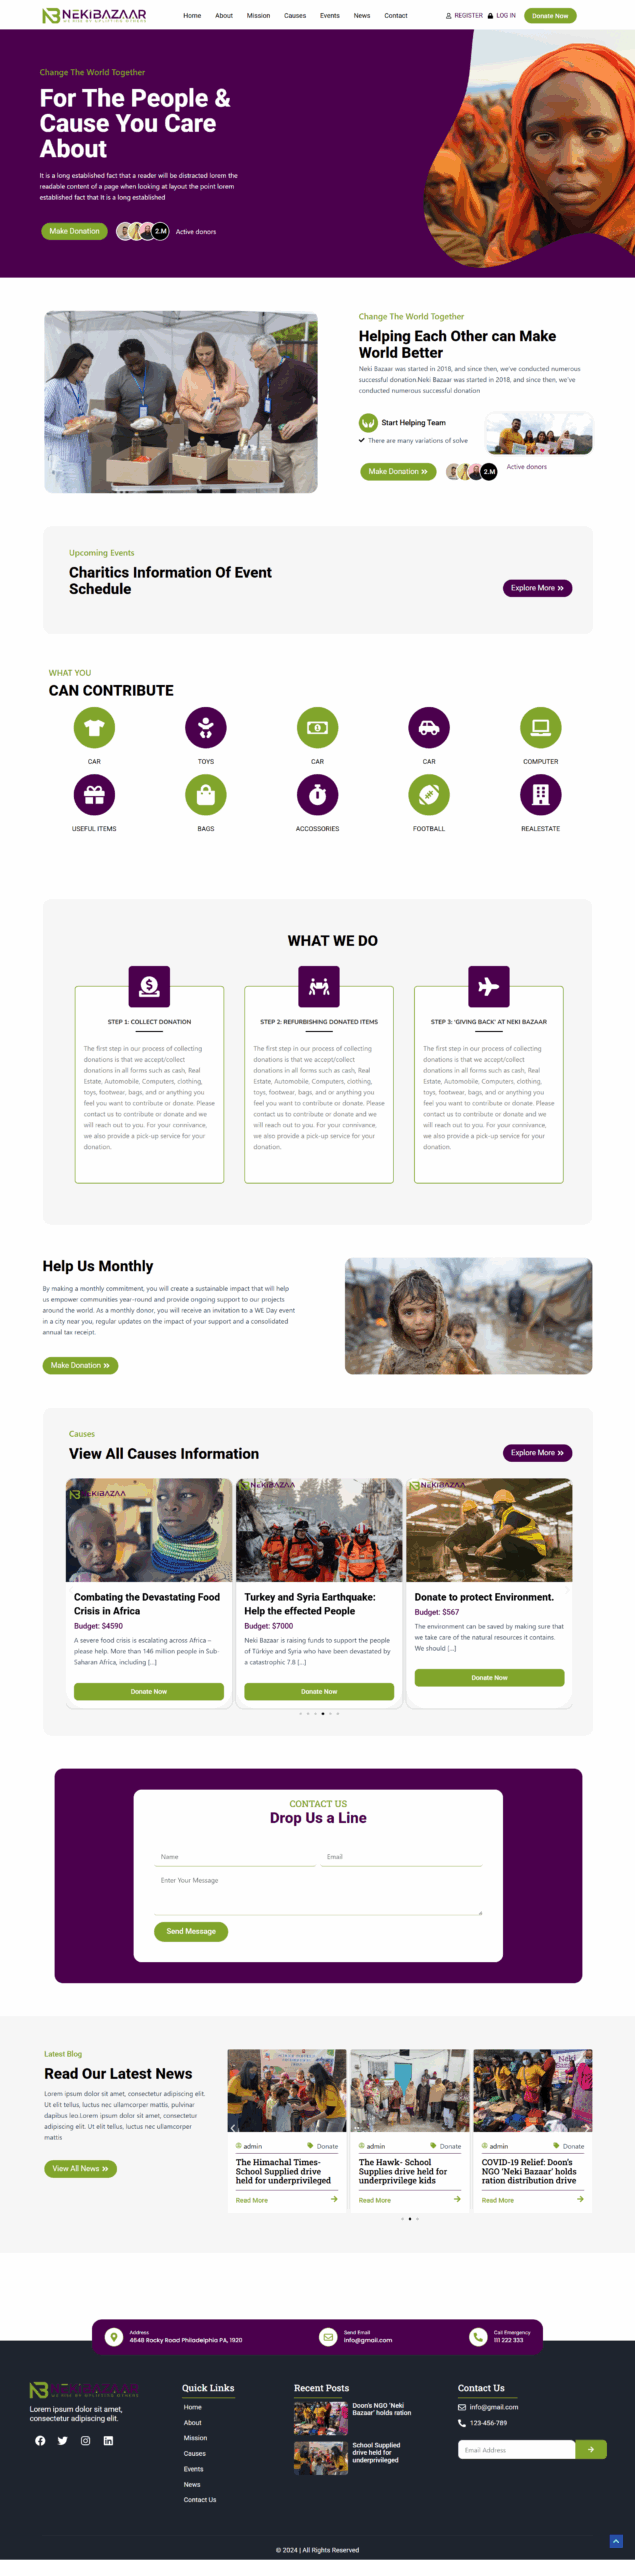 NEKIBAZAAR
Home About Mission Causes Events News Contact
REGISTER LOG IN Donate Now
Change The World Together
For The People &
Cause You Care
About
It is a long established fact that a reader will be distracted lorem the
readable content of a page when looking at layout the point lorem
established fact that It is a long established
Make Donation 2.M Active donors
Change The World Together
Helping Each Other can Make
World Better
Neki Bazaar was started in 2018, and since then, we've conducted numerous
successful donation.Neki Bazaar was started in 2018, and since then, we've
conducted numerous successful donation
Start Helping Team
There are many variations of solve
Make Donation 2.M Active donors
Upcoming Events
Charitics Information Of Event
Schedule
Explore More
WHAT YOU
CAN CONTRIBUTE
CAR TOYS CAR CAR COMPUTER
USEFUL ITEMS BAGS ACCOSSORIES FOOTBALL REALESTATE
WHAT WE DO
STEP 1: COLLECT DONATION
The first step in our process of collecting
donations is that we accept/collect
donations in all forms such as cash, Real
Estate, Automobile, Computers, clothing,
toys, footwear, bags, and or anything you
feel you want to contribute or donate. Please
contact us to contribute or donate and we
will reach out to you. For your connivance,
we also provide a pick-up service for your
donation.
STEP 2: REFURBISHING DONATED ITEMS
The first step in our process of collecting
donations is that we accept/collect
donations in all forms such as cash, Real
Estate, Automobile, Computers, clothing,
toys, footwear, bags, and or anything you
feel you want to contribute or donate. Please
contact us to contribute or donate and we
will reach out to you. For your connivance,
we also provide a pick-up service for your
donation.
STEP 3: 'GIVING BACK' AT NEKI BAZAAR
The first step in our process of collecting
donations is that we accept/collect
donations in all forms such as cash, Real
Estate, Automobile, Computers, clothing,
toys, footwear, bags, and or anything you
feel you want to contribute or donate. Please
contact us to contribute or donate and we
will reach out to you. For your connivance,
we also provide a pick-up service for your
donation.
Help Us Monthly
By making a monthly commitment, you will create a sustainable impact that will help
us empower communities year-round and provide ongoing support to our projects
around the world. As a monthly donor, you will receive an invitation to a WE Day event
in a city near you, regular updates on the impact of your support and a consolidated
annual tax receipt.
Make Donation
Causes
View All Causes Information
Explore More
Combating the Devastating Food
Crisis in Africa
Budget: $4590
A severe food crisis is escalating across Africa –
please help. More than 146 million people in Sub-
Saharan Africa, including [...]
Donate Now
Turkey and Syria Earthquake:
Help the effected People
Budget: $7000
Neki Bazaar is raising funds to support the people
of Türkiye and Syria who have been devastated by
a catastrophic 7.8 [...]
Donate Now
Donate to protect Environment.
Budget: $567
The environment can be saved by making sure that
we take care of the natural resources it contains.
We should [...]
Donate Now
CONTACT US
Drop Us a Line
Name Email
Enter Your Message
Send Message
Latest Blog
Read Our Latest News
Lorem ipsum dolor sit amet, consectetur adipiscing elit.
Ut elit tellus, luctus nec ullamcorper mattis, pulvinar
dapibus leo.Lorem ipsum dolor sit amet, consectetur
adipiscing elit. Ut elit tellus, luctus nec ullamcorper
mattis
View All News
admin Donate
The Himachal Times-
School Supplied drive
held for underprivileged
Read More
admin Donate
The Hawk- School
Supplies drive held for
underprivilege kids
Read More
admin Donate
COVID-19 Relief: Doon's
NGO 'Neki Bazaar' holds
ration distribution drive
Read More
Address
4648 Rocky Road Philadelphia PA, 1920
Send Email
info@gmail.com
Call Emergency
111 222 333
NEKIBAZAAR
Lorem ipsum dolor sit amet,
consectetur adipiscing elit.
Quick Links
Home
About
Mission
Causes
Events
News
Contact Us
Recent Posts
Doon's NGO 'Neki
Bazaar' holds ration
School Supplied
drive held for
underprivileged
Contact Us
info@gmail.com
123-456-789
Email Address
© 2024 | All Rights Reserved